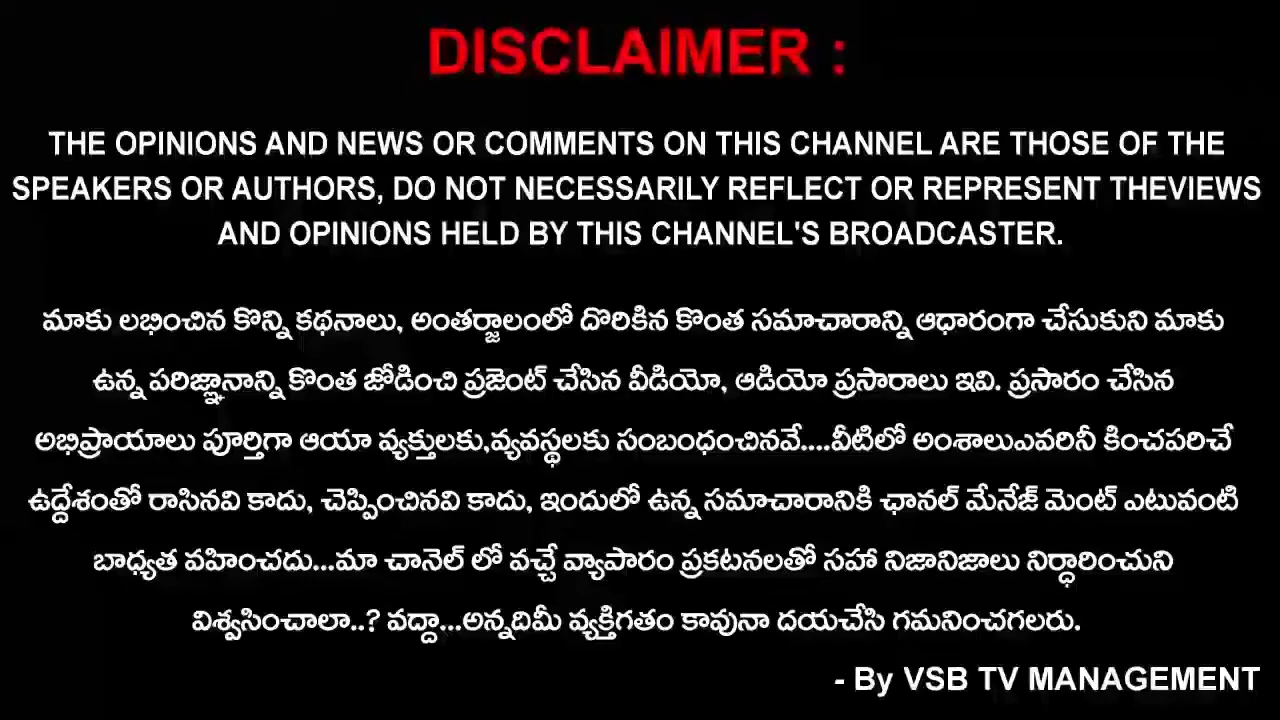 DISCLAIMER :
THE OPINIONS AND NEWS OR COMMENTS ON THIS CHANNEL ARE THOSE OF THE
SPEAKERS OR AUTHORS, DO NOT NECESSARILY REFLECT OR REPRESENT THEVIEWS
AND OPINIONS HELD BY THIS CHANNEL'S BROADCASTER.
మాకు లభించిన కొన్ని కథనాలు, అంతర్జాలంలో దొరికిన కొంత సమాచారాన్ని ఆధారంగా చేసుకుని మాకు
ఉన్న పరిజ్ఞానాన్ని కొంత జోడించి ప్రజెంట్ చేసిన వీడియో, ఆడియో ప్రసారాలు ఇవి. ప్రసారం చేసిన
అభిప్రాయాలు పూర్తిగా ఆయా వ్యక్తులకు,వ్యవస్థలకు సంబంధంచినవే....వీటిలో అంశాలుఎవరినీ కించపరిచే
ఉద్దేశంతో రాసినవి కాదు, చెప్పించినవి కాదు, ఇందులో ఉన్న సమాచారానికి ఛానల్ మేనేజ్ మెంట్ ఎటువంటి
బాధ్యత వహించదు...మా చానెల్ లో వచ్చే వ్యాపారం ప్రకటనలతో సహా నిజానిజాలు నిర్ధారించుని
విశ్వసించాలా..? వద్దా...అన్నదిమీ వ్యక్తిగతం కావునా దయచేసి గమనించగలరు.
- By VSB TV MANAGEMENT